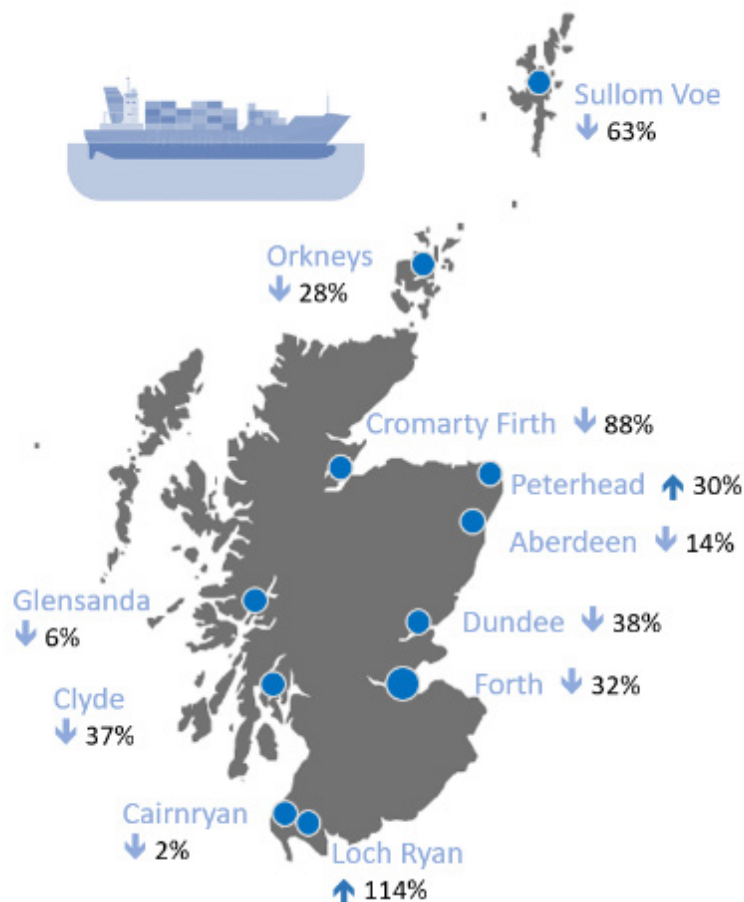 Sullom Voe
↓ 63%
Orkneys
↓ 28%
Cromarty Firth ↓ 88%
Peterhead ↑ 30%
Aberdeen ↓ 14%
Glensanda
↓ 6%
Dundee ↓ 38%
Forth ↓ 32%
Clyde
↓ 37%
Cairnryan
↓ 2%
Loch Ryan
↑ 114%